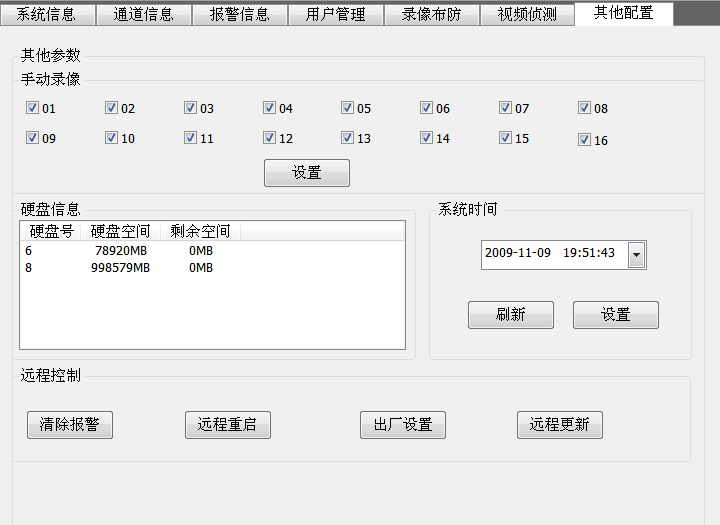 系统信息 通道信息 报警信息 用户管理 录像布防 视频侦测 其他配置
其他参数
手动录像
01 02 03 04 05 06 07 08
09 10 11 12 13 14 15 16
设置
硬盘信息
硬盘号 硬盘空间 剩余空间
6 78920MB 0MB
8 998579MB 0MB
系统时间
2009-11-09 19:51:43
刷新 设置
远程控制
清除报警 远程重启 出厂设置 远程更新